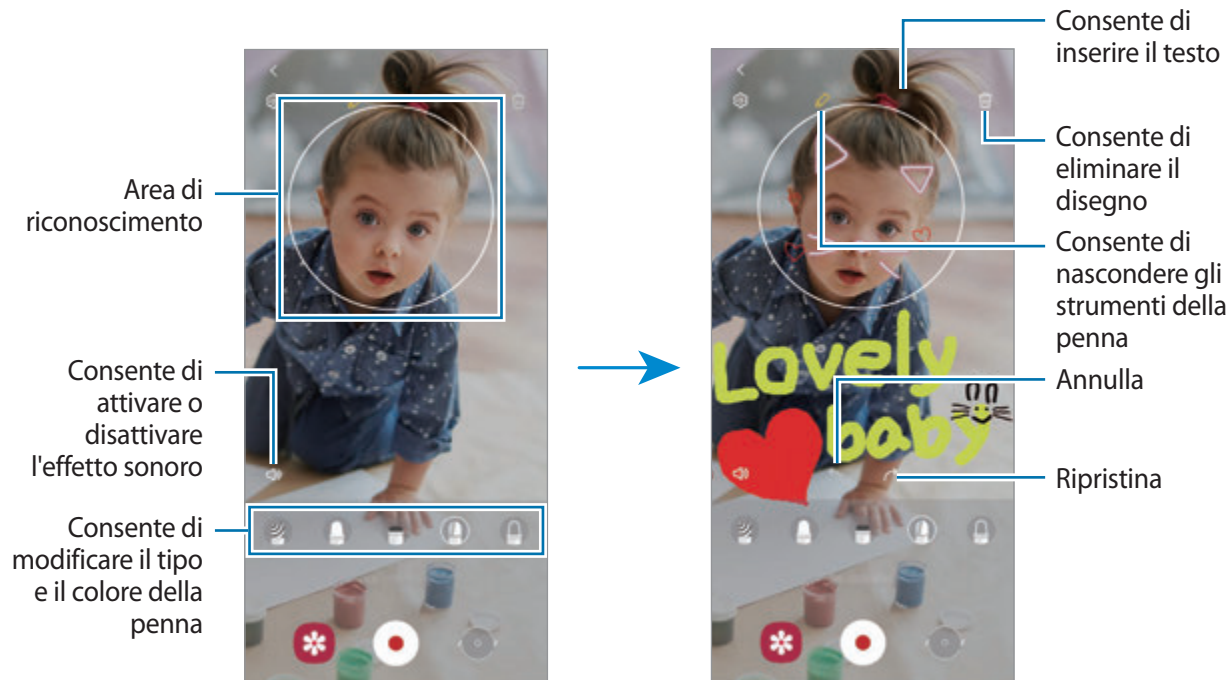 Area di
riconoscimento
Consente di
attivare o
disattivare
l'effetto sonoro
Consente di
modificare il tipo
e il colore della
penna
Consente di
inserire il testo
Consente di
eliminare il
disegno
Consente di
nascondere gli
strumenti della
penna
Annulla
Ripristina
Lovely
baby